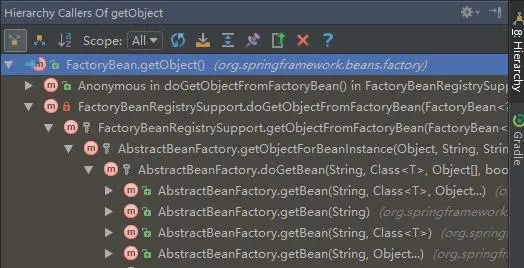 Hierarchy Callers Of getObject
Scope: All
FactoryBean.getObject() (org.springframework.beans.factory)
Anonymous in doGetObjectFromFactoryBean() in FactoryBeanRegistrySupp
FactoryBeanRegistrySupport.doGetObjectFromFactoryBean(FactoryBean<?
FactoryBeanRegistrySupport.getObjectFromFactoryBean(FactoryBean<
AbstractBeanFactory.getObjectForBeanInstance(Object, String, Strin
AbstractBeanFactory.doGetBean(String, Class<T>, Object[], boo
AbstractBeanFactory.getBean(String, Class<T>, Object...) (org
AbstractBeanFactory.getBean(String) (org.springframework.
AbstractBeanFactory.getBean(String, Class<T>) (org.spring
AbstractBeanFactory.getBean(String, Object...) (org.springf
8: Hierarchy
Gradle